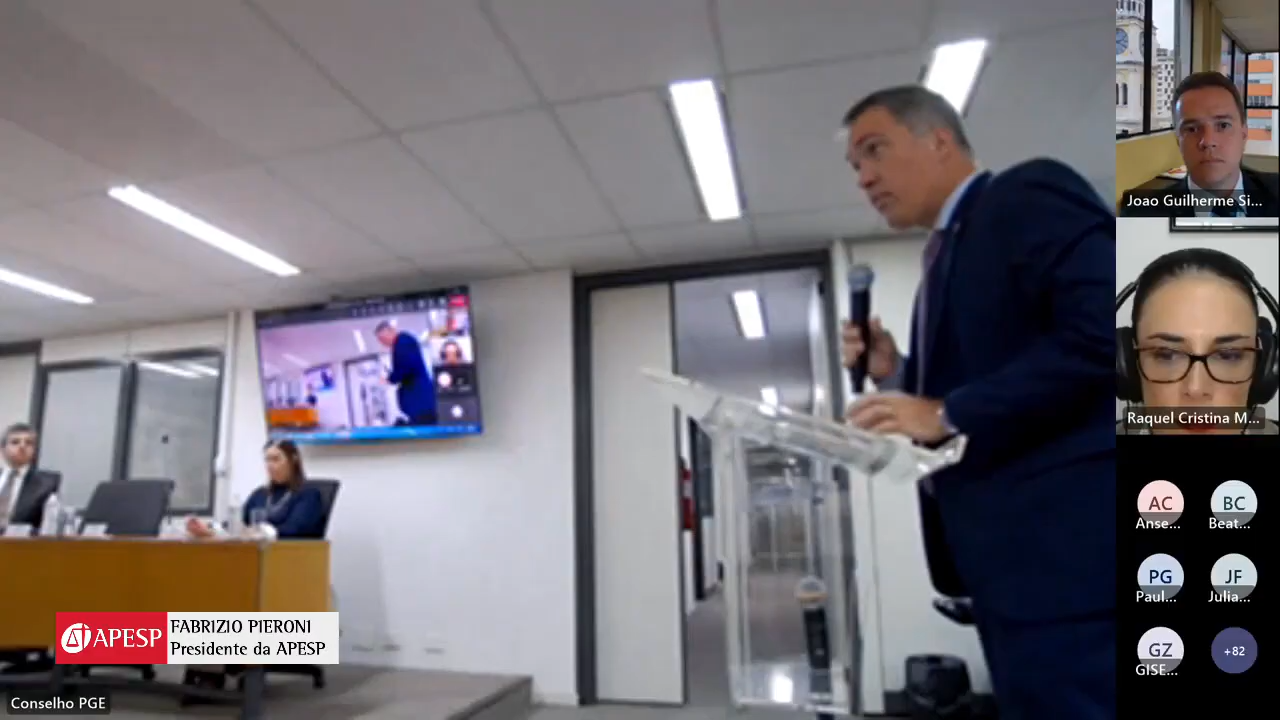 Joao Guilherme Si...
Raquel Cristina M...
AC
Anse...
BC
Beat...
PG
Paul...
JF
Julia...
GZ
GISE...
+82
APESP
FABRIZIO PIERONI
Presidente da APESP
Conselho PGE